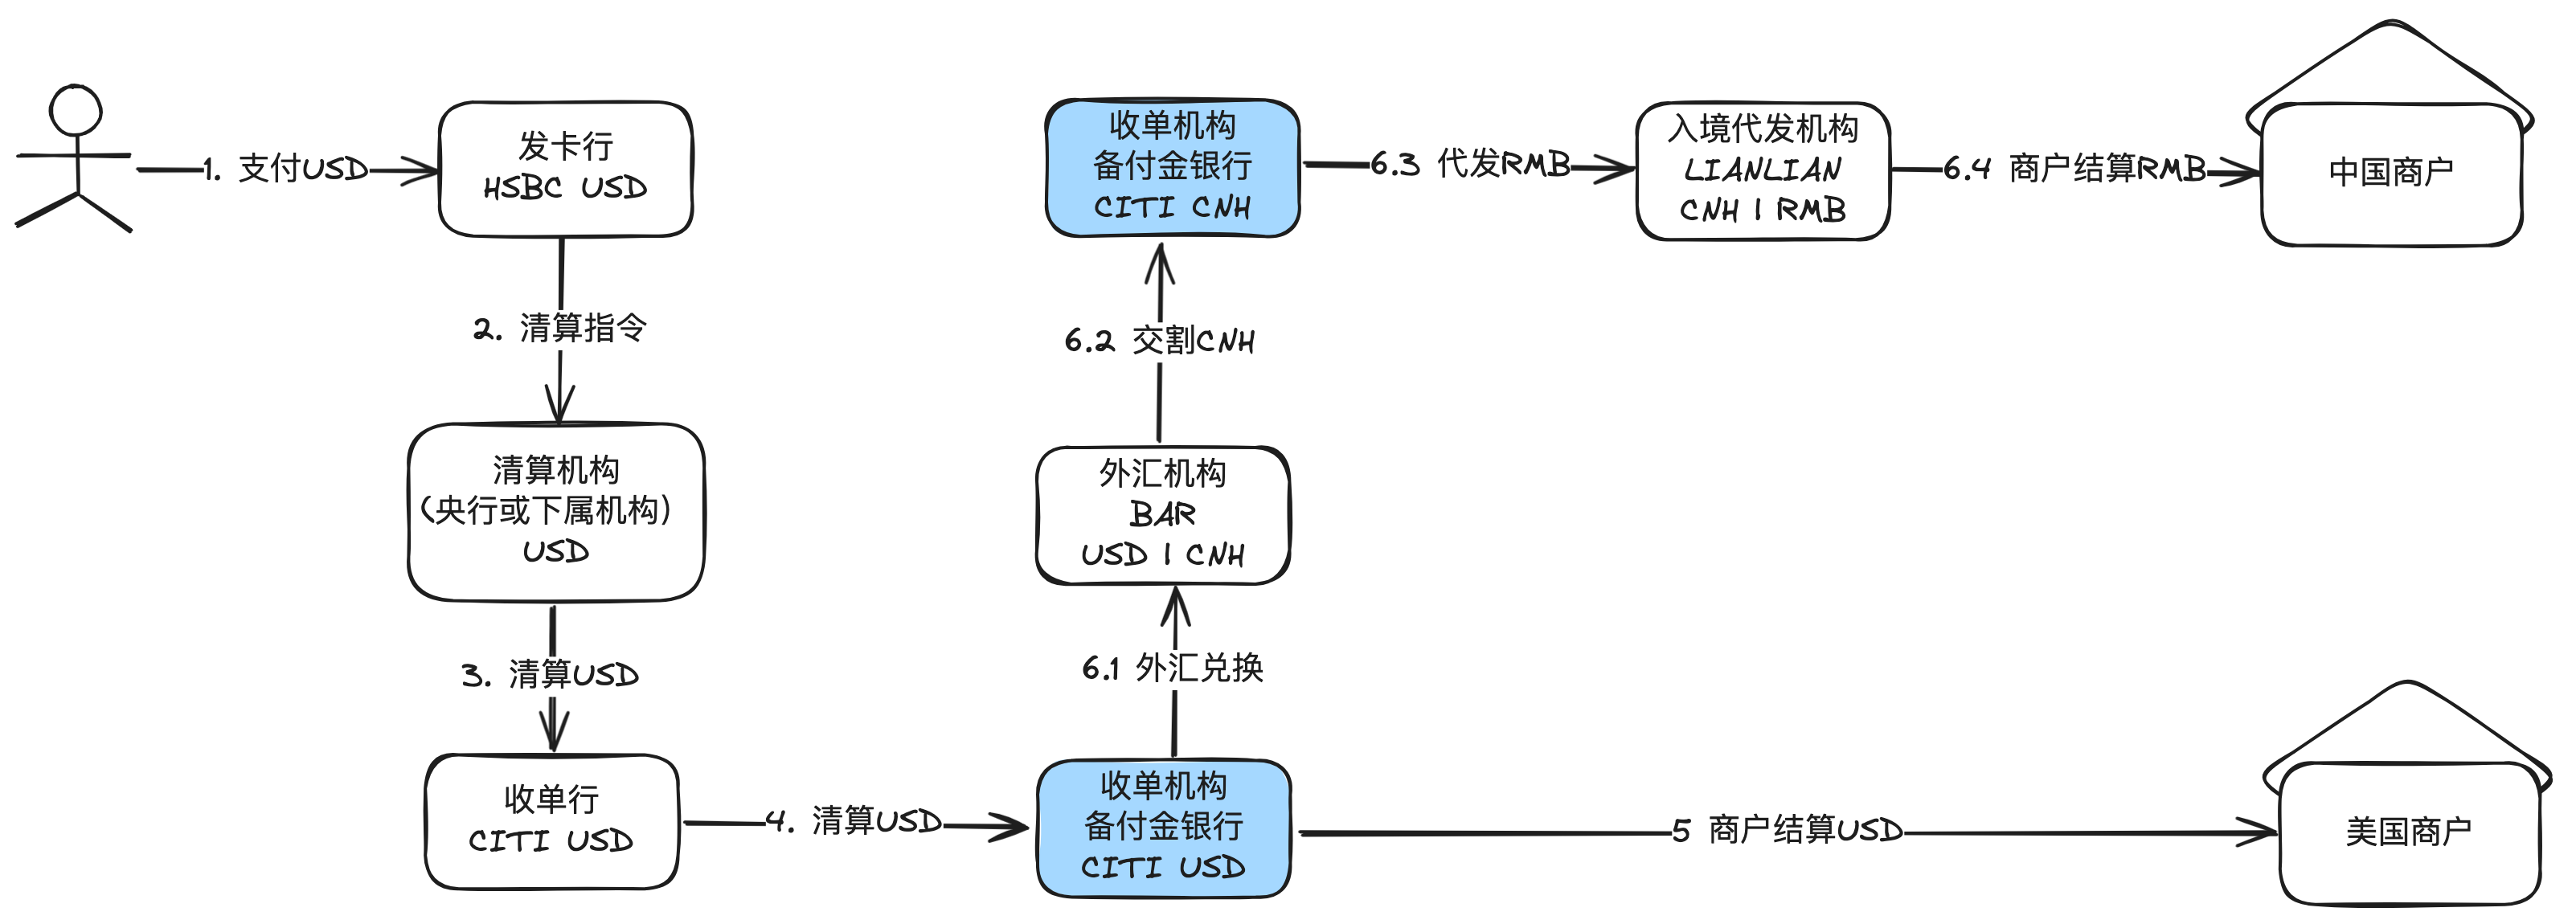 1. 支付USD
发卡行
HSBC USD
2. 清算指令
清算机构
(央行或下属机构)
USD
3. 清算USD
收单行
CITI USD
4. 清算USD
收单机构
备付金银行
CITI USD
5 商户结算USD
美国商户
6.1 外汇兑换
外汇机构
BAR
USD | CNH
6.2 交割CNH
收单机构
备付金银行
CITI CNH
6.3 代发RMB
入境代发机构
LIANLIAN
CNH | RMB
6.4 商户结算RMB
中国商户